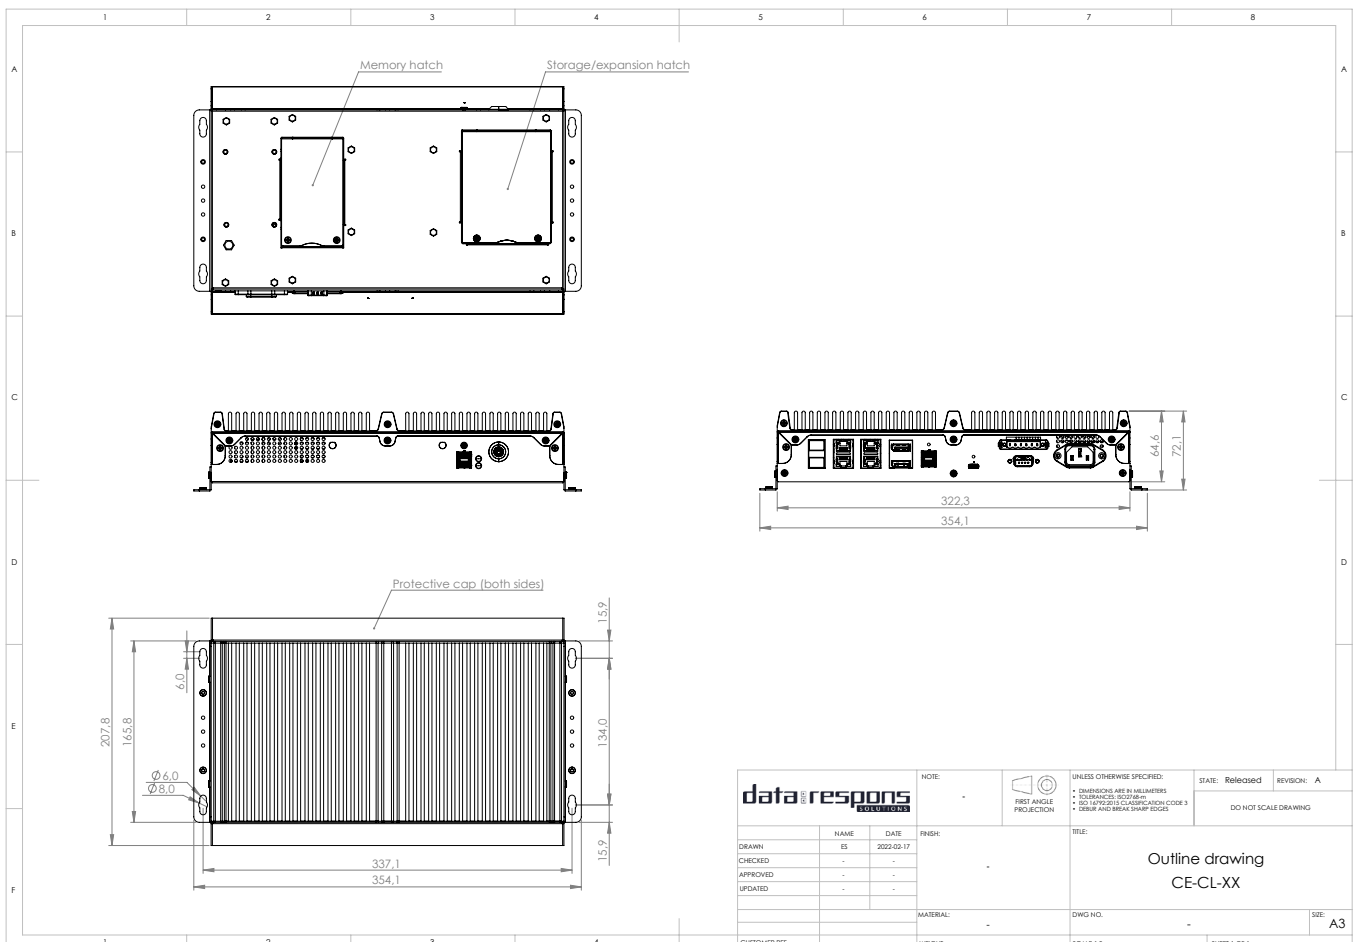 1 2 3 4 5 6 7 8
A A
Memory hatch
Storage/expansion hatch
B B
C C
64,6
72,1
322,3
354,1
D D
Protective cap (both sides)
15,9
6,0
207,8
165,8
134,0
E E
Ø6,0
Ø8,0
15,9
337,1
354,1
F
data respons
SOLUTIONS
NOTE:
-
FIRST ANGLE
PROJECTION
UNLESS OTHERWISE SPECIFIED:
• DIMENSIONS ARE IN MILLIMETERS
• TOLERANCES: ISO2768-m
• ISO 16792:2015 CLASSIFICATION CODE 3
• DEBUR AND BREAK SHARP EDGES
STATE: Released
REVISION: A
DO NOT SCALE DRAWING
NAME DATE
DRAWN ES 2022-02-17
CHECKED - -
APPROVED - -
UPDATED - -
FINISH:
-
TITLE:
Outline drawing
CE-CL-XX
MATERIAL:
-
DWG NO.
-
SIZE:
A3
1 2 3 4